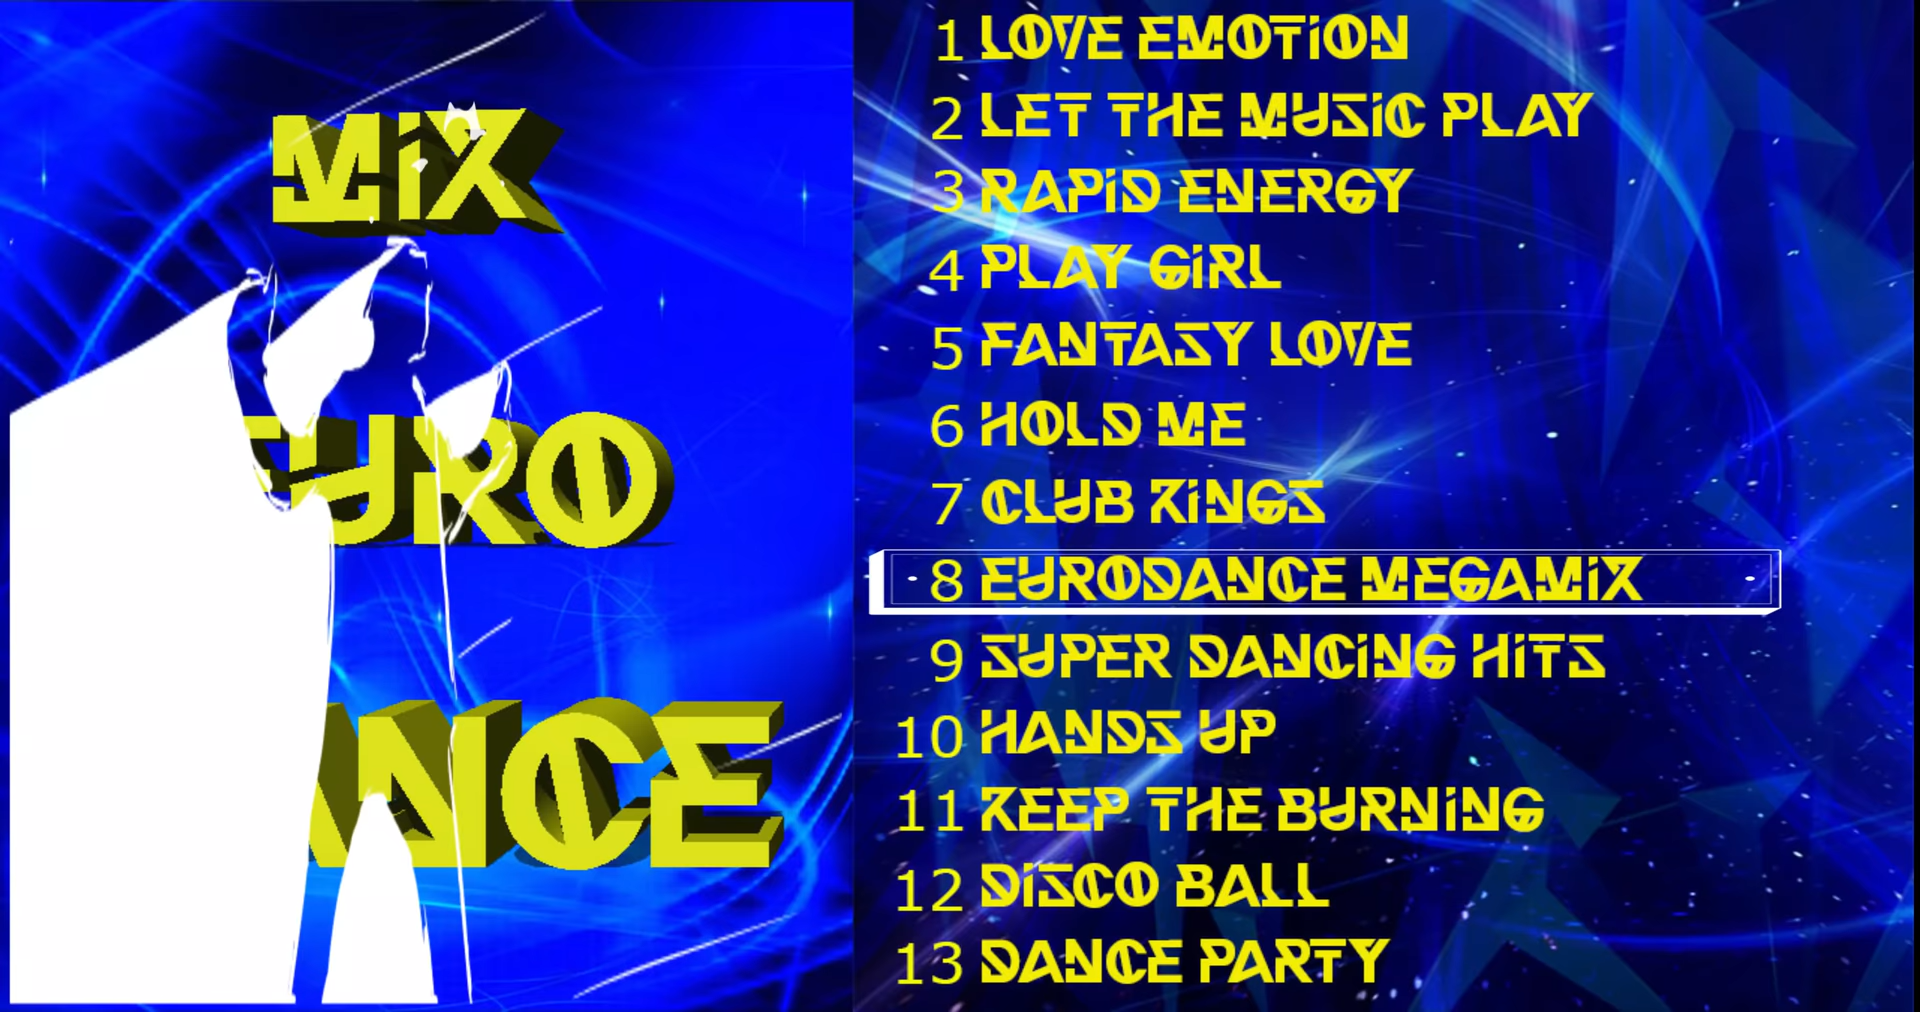 MiX
EURO
DANCE
1 LOVE EMOTiON
2 LET THE MUSiC PLAY
3 RAPiD ENERGY
4 PLAY GiRL
5 FANTASY LOVE
6 HOLD ME
7 CLUB KiNGS
8 EURODANCE MEGAMiX
9 SUPER DANCiNG HiTS
10 HANDS UP
11 KEEP THE BURNiNG
12 DiSCO BALL
13 DANCE PARTY